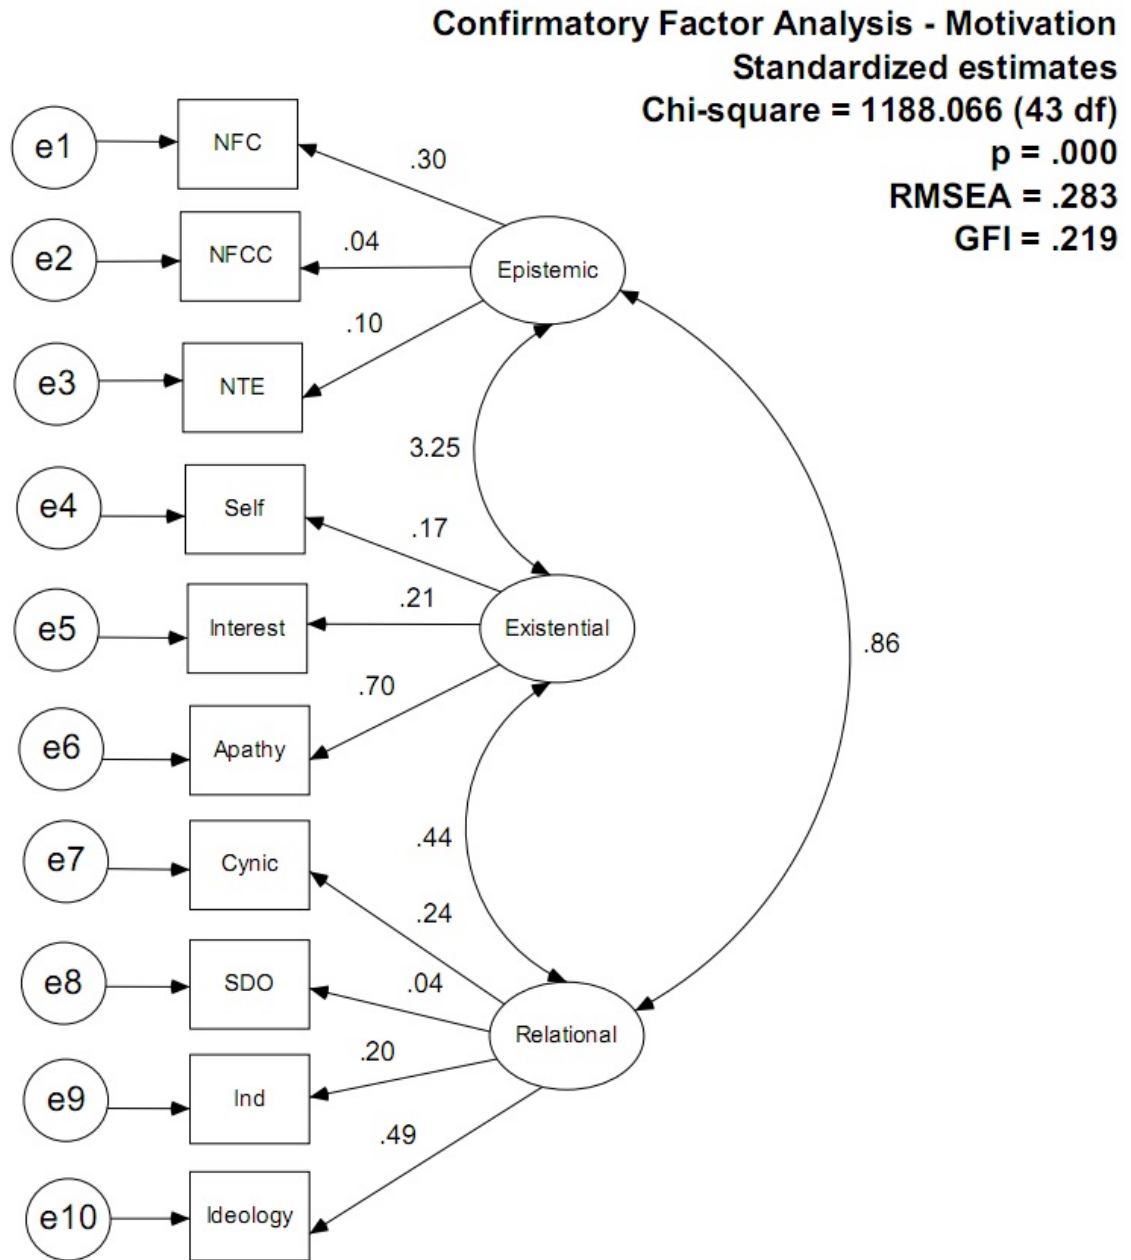 Confirmatory Factor Analysis - Motivation
Standardized estimates
Chi-square = 1188.066 (43 df)
p = .000
RMSEA = .283
GFI = .219
e1
NFC
.30
e2
NFCC
.04
Epistemic
e3
NTE
.10
3.25
e4
Self
.17
e5
Interest
.21
Existential
.86
e6
Apathy
.70
.44
e7
Cynic
.24
e8
SDO
.04
Relational
e9
Ind
.20
.49
e10
Ideology